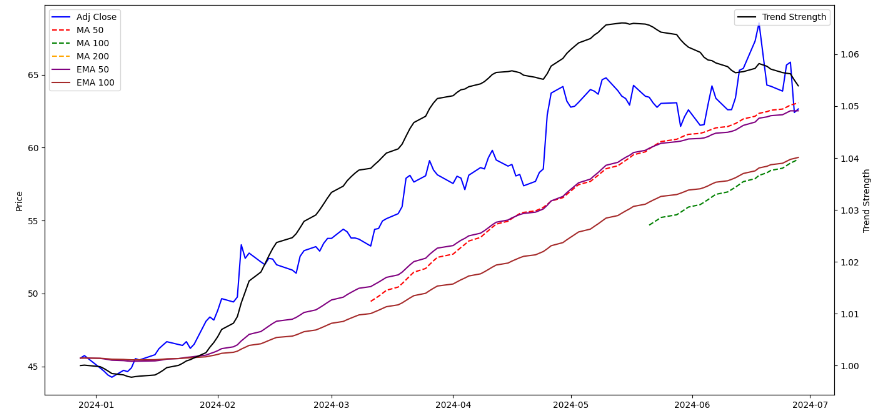 Adj Close
MA 50
MA 100
MA 200
EMA 50
EMA 100
Trend Strength
65
60
55
50
45
Price
1.06
1.05
1.04
1.03
1.02
1.01
1.00
Trend Strength
2024-01
2024-02
2024-03
2024-04
2024-05
2024-06
2024-07